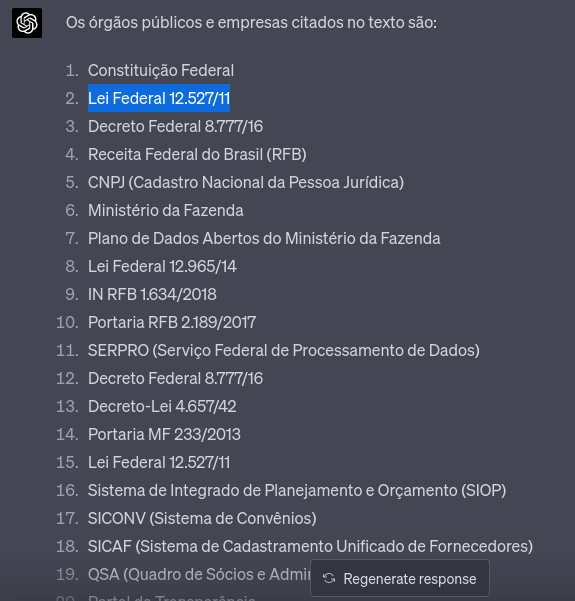 Os órgãos públicos e empresas citados no texto são:
1. Constituição Federal
2. Lei Federal 12.527/11
3. Decreto Federal 8.777/16
4. Receita Federal do Brasil (RFB)
5. CNPJ (Cadastro Nacional da Pessoa Jurídica)
6. Ministério da Fazenda
7. Plano de Dados Abertos do Ministério da Fazenda
8. Lei Federal 12.965/14
9. IN RFB 1.634/2018
10. Portaria RFB 2.189/2017
11. SERPRO (Serviço Federal de Processamento de Dados)
12. Decreto Federal 8.777/16
13. Decreto-Lei 4.657/42
14. Portaria MF 233/2013
15. Lei Federal 12.527/11
16. Sistema de Integrado de Planejamento e Orçamento (SIOP)
17. SICONV (Sistema de Convênios)
18. SICAF (Sistema de Cadastramento Unificado de Fornecedores)
19. QSA (Quadro de Sócios e Admi
Regenerate response
20. Portal da Transparência